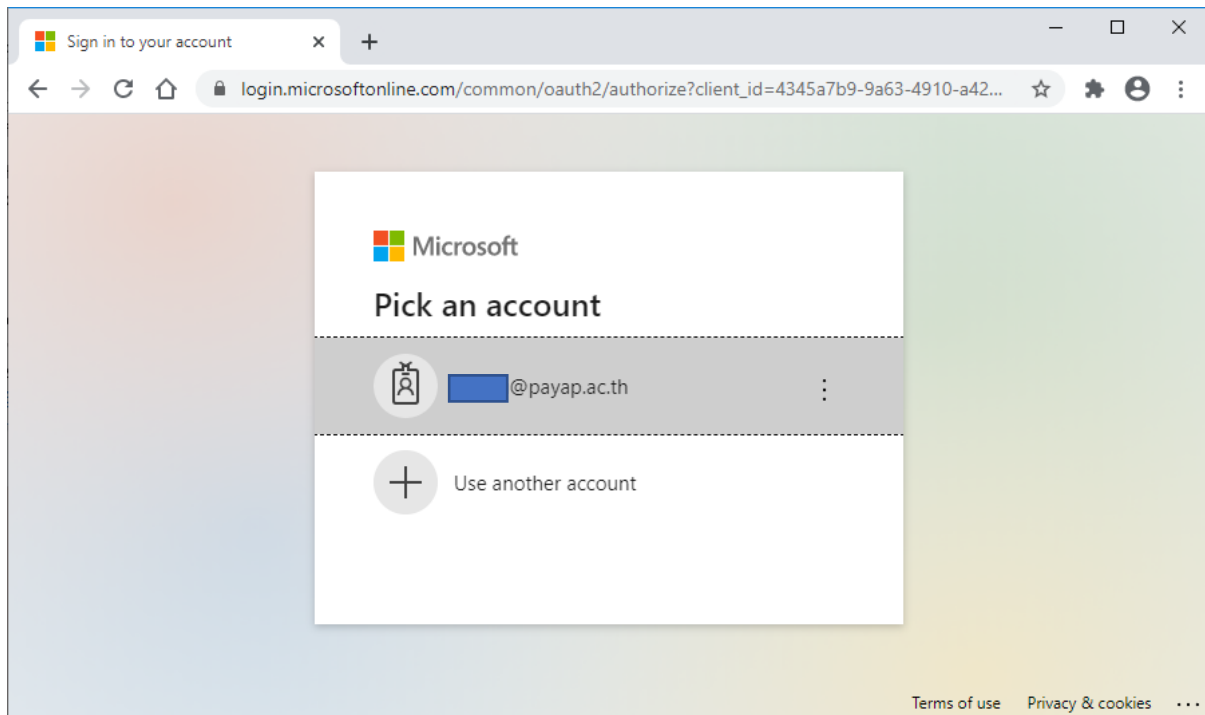 Sign in to your account
login.microsoftonline.com/common/oauth2/authorize?client_id=4345a7b9-9a63-4910-a42...
Microsoft
Pick an account
@payap.ac.th
Use another account
Terms of use Privacy & cookies ...